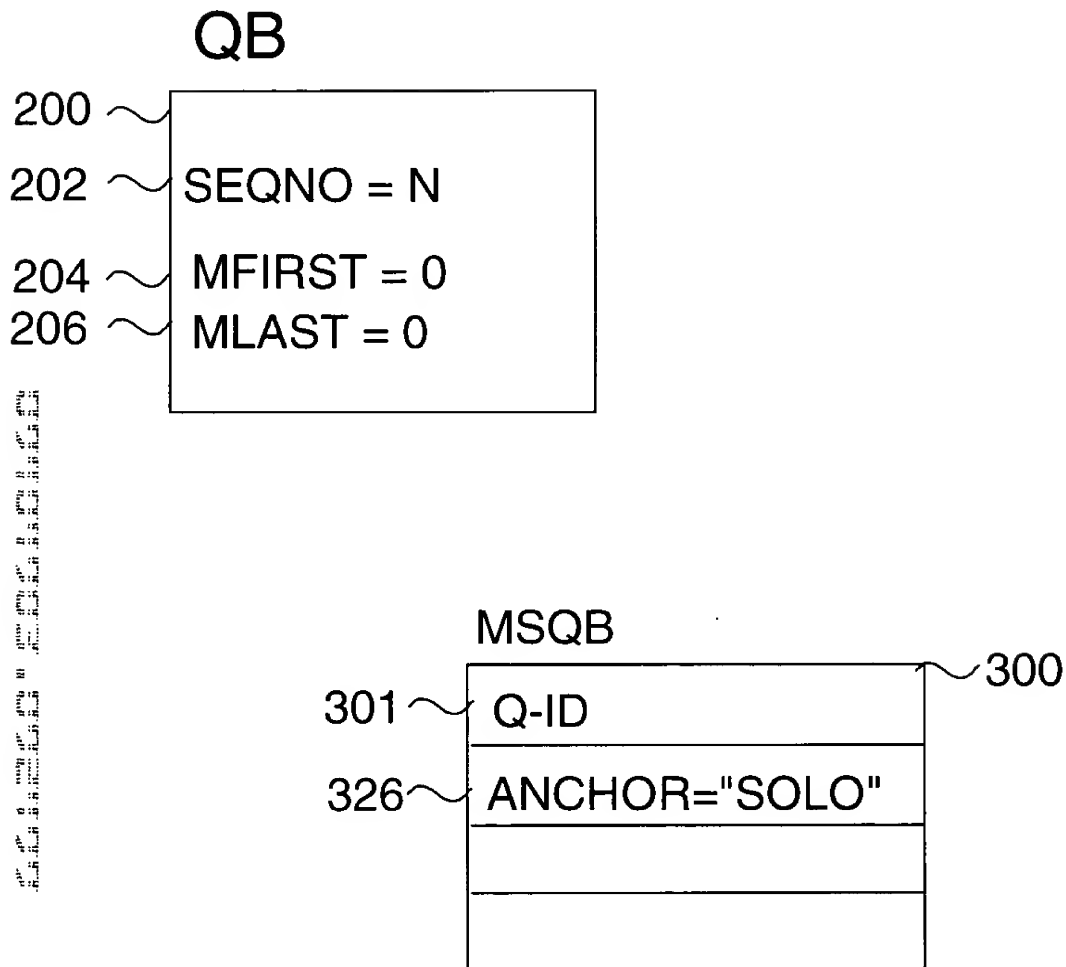 QB
200
202 SEQNO = N
204 MFIRST = 0
206 MLAST = 0
MSQB
300
301 Q-ID
326 ANCHOR="SOLO"